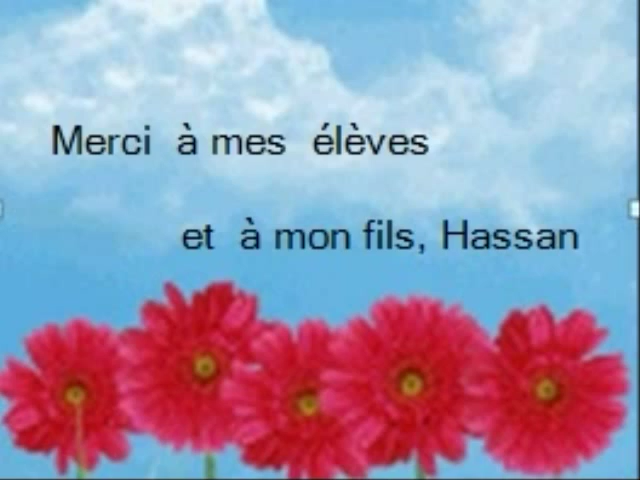 Merci à mes élèves
et à mon fils, Hassan